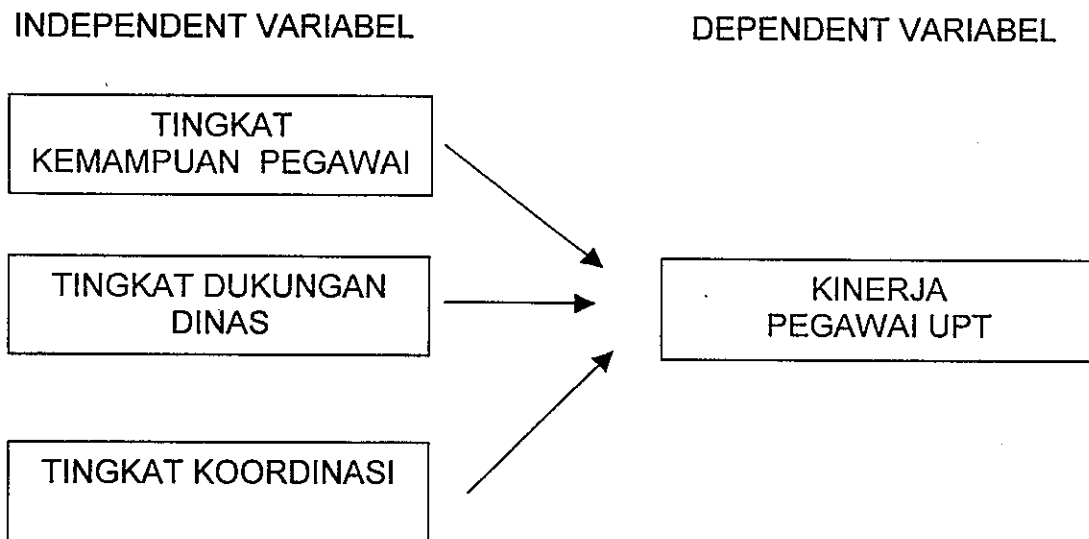 INDEPENDENT VARIABEL
DEPENDENT VARIABEL
TINGKAT
KEMAMPUAN PEGAWAI
TINGKAT DUKUNGAN
DINAS
KINERJA
PEGAWAI UPT
TINGKAT KOORDINASI